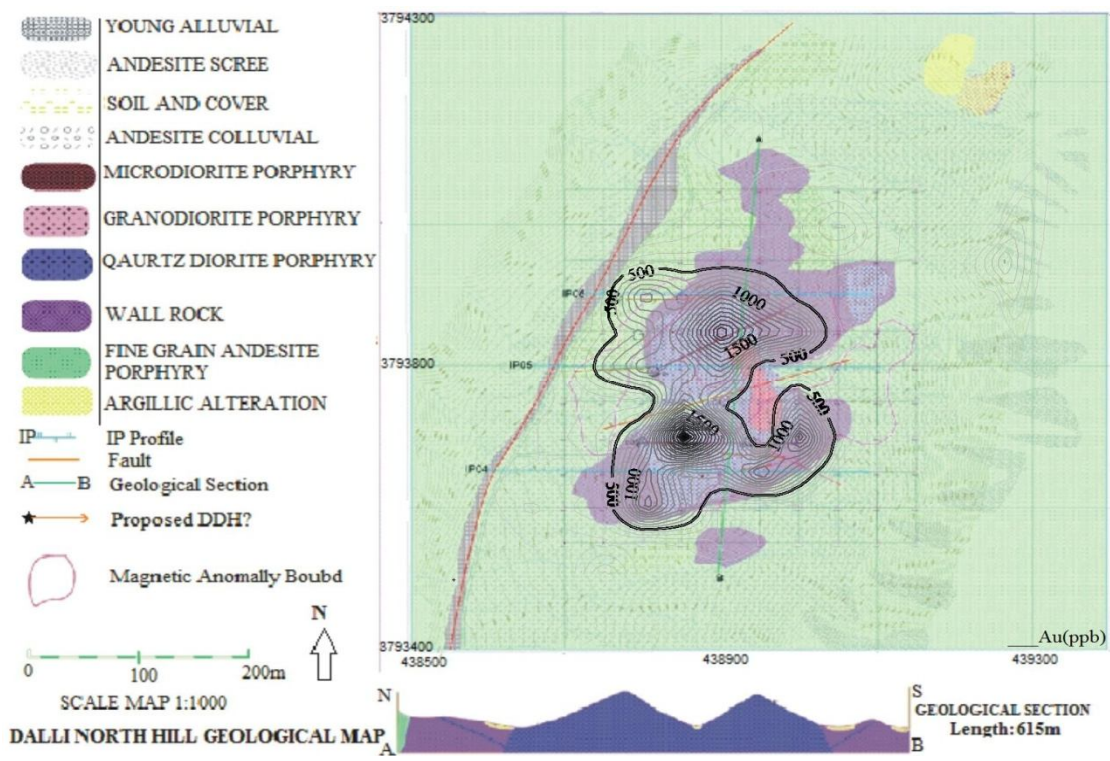 YOUNG ALLUVIAL
ANDESITE SCREE
SOIL AND COVER
ANDESITE COLLUVIAL
MICRODIORITE PORPHYRY
GRANODIORITE PORPHYRY
QAURTZ DIORITE PORPHYRY
WALL ROCK
FINE GRAIN ANDESITE
PORPHYRY
ARGILLIC ALTERATION
IP IP Profile
Fault
A B Geological Section
Proposed DDH?
Magnetic Anomally Boubd
N
0 100 200m
SCALE MAP 1:1000
DALLI NORTH HILL GEOLOGICAL MAP
3794300
3793800
3793400
438500 438900 439300
A
500
500
1000
IP06
1500
500
IP05
500
1500
1000
IP04
1000
500
B
Au(ppb)
N S
A B
GEOLOGICAL SECTION
Length:615m